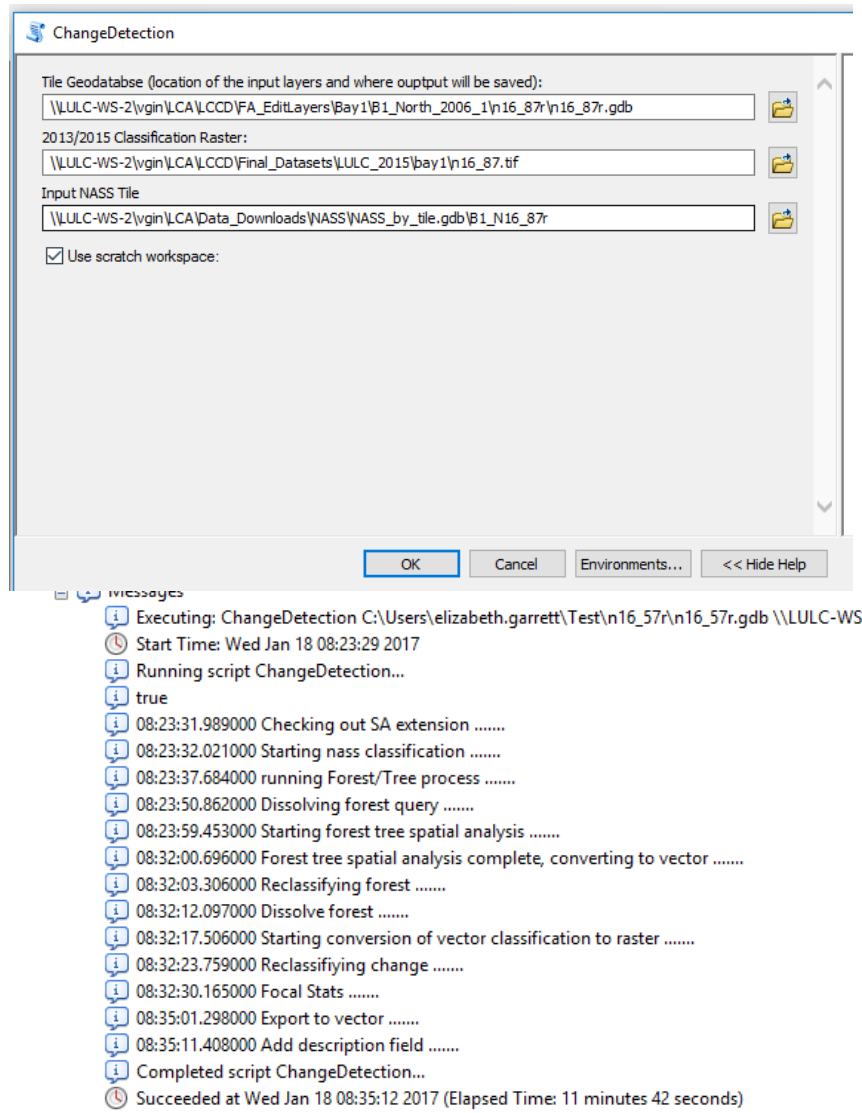 ChangeDetection
Tile Geodatabse (location of the input layers and where ouptput will be saved):
\\LULC-WS-2\vgin\LCA\LCCD\FA_EditLayers\Bay1\B1_North_2006_1\n16_87r\n16_87r.gdb
2013/2015 Classification Raster:
\\LULC-WS-2\vgin\LCA\LCCD\Final_Datasets\LULC_2015\bay1\n16_87.tif
Input NASS Tile
\\LULC-WS-2\vgin\LCA\Data_Downloads\NASS\NASS_by_tile.gdb\B1_N16_87r
Use scratch workspace:
OK Cancel Environments... << Hide Help
Messages
Executing: ChangeDetection C:\Users\elizabeth.garrett\Test\n16_57r\n16_57r.gdb \\LULC-WS
Start Time: Wed Jan 18 08:23:29 2017
Running script ChangeDetection...
true
08:23:31.989000 Checking out SA extension .......
08:23:32.021000 Starting nass classification .......
08:23:37.684000 running Forest/Tree process .......
08:23:50.862000 Dissolving forest query .......
08:23:59.453000 Starting forest tree spatial analysis .......
08:32:00.696000 Forest tree spatial analysis complete, converting to vector .......
08:32:03.306000 Reclassifying forest .......
08:32:12.097000 Dissolve forest .......
08:32:17.506000 Starting conversion of vector classification to raster .......
08:32:23.759000 Reclassifiying change .......
08:32:30.165000 Focal Stats .......
08:35:01.298000 Export to vector .......
08:35:11.408000 Add description field .......
Completed script ChangeDetection...
Succeeded at Wed Jan 18 08:35:12 2017 (Elapsed Time: 11 minutes 42 seconds)